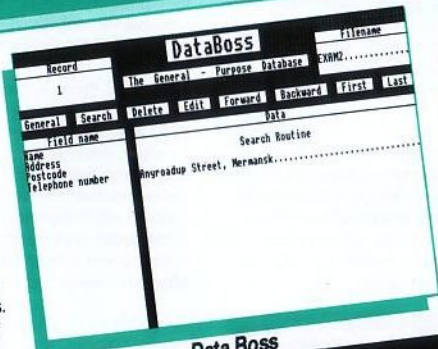 DataBoss
Record
1
The General - Purpose Database
Filename
EXAM2............
General Search Delete Edit Forward Backward First Last
Field name
Data
Name
Address
Postcode
Telephone number
Search Routine
Anyroadup Street, Mermansk..............................
s.
Data Boss